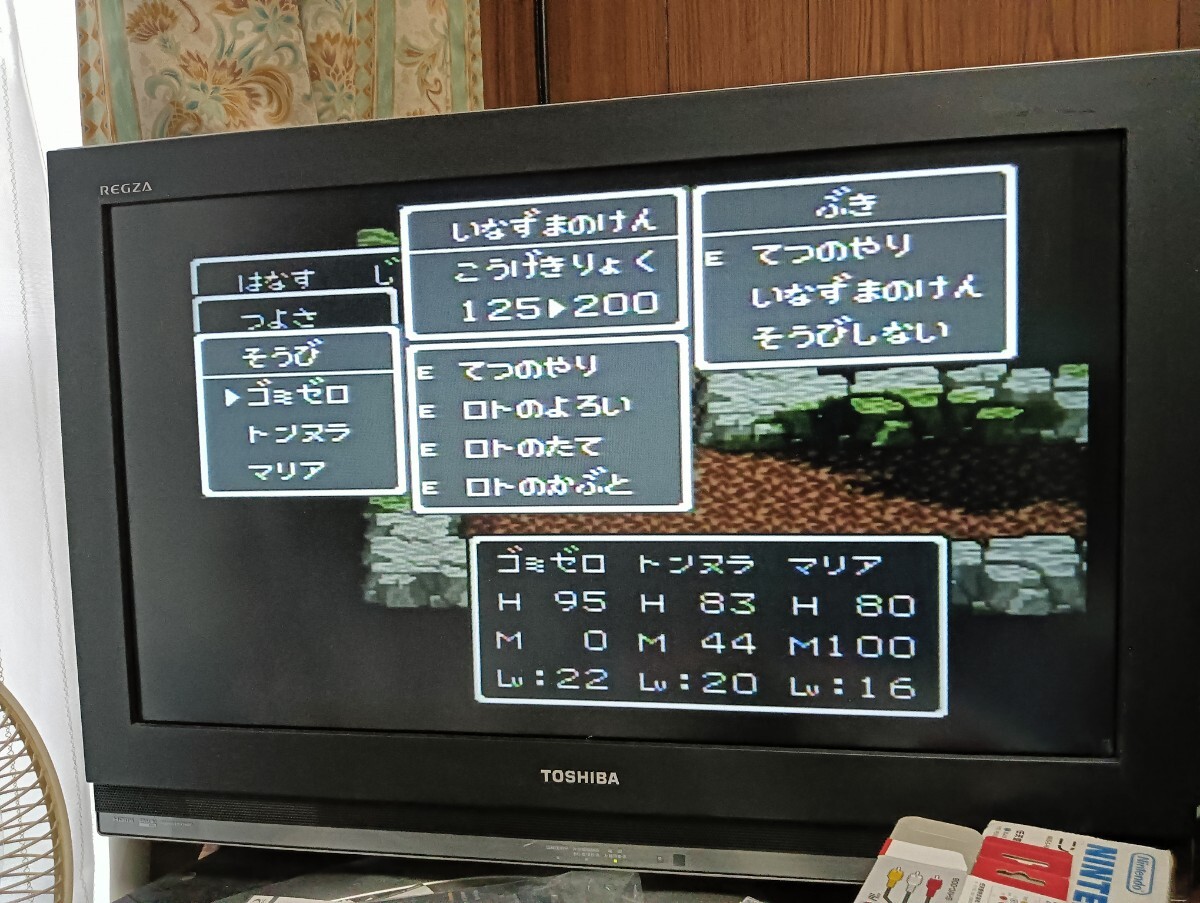 REGZA
はなす じ
つよさ
そうび
▶ゴミゼロ
トンヌラ
マリア
いなずまのけん
こうげきりょく
125▶200
E てつのやり
E ロトのよろい
E ロトのたて
E ロトのかぶと
ぶき
E てつのやり
いなずまのけん
そうびしない
ゴミゼロ トンヌラ マリア
H 95 H 83 H 80
M 0 M 44 M100
Lv:22 Lv:20 Lv:16
TOSHIBA
Nintendo
NINTE